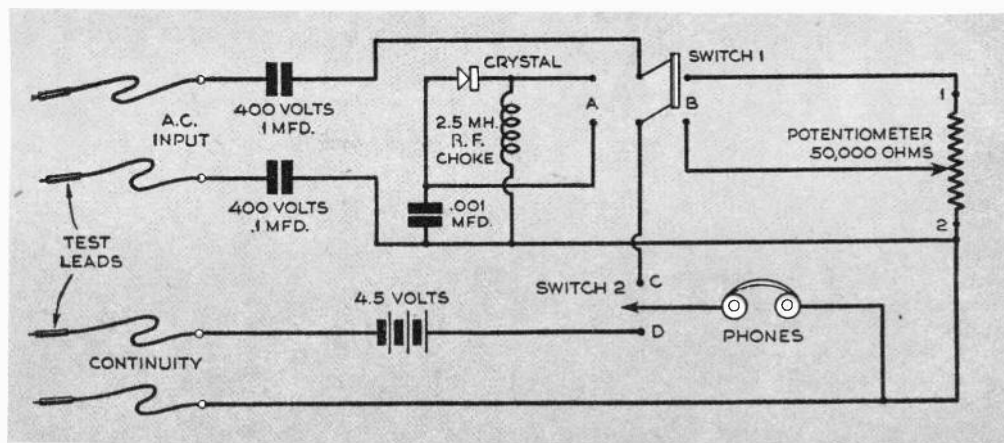 CRYSTAL
SWITCH 1
400 VOLTS
.1 MFD.
A.C.
INPUT
2.5 MH.
R. F.
CHOKE
A
B
1
POTENTIOMETER
50,000 OHMS
400 VOLTS
.1 MFD.
.001
MFD.
2
TEST
LEADS
4.5 VOLTS
SWITCH 2
C
D
PHONES
CONTINUITY